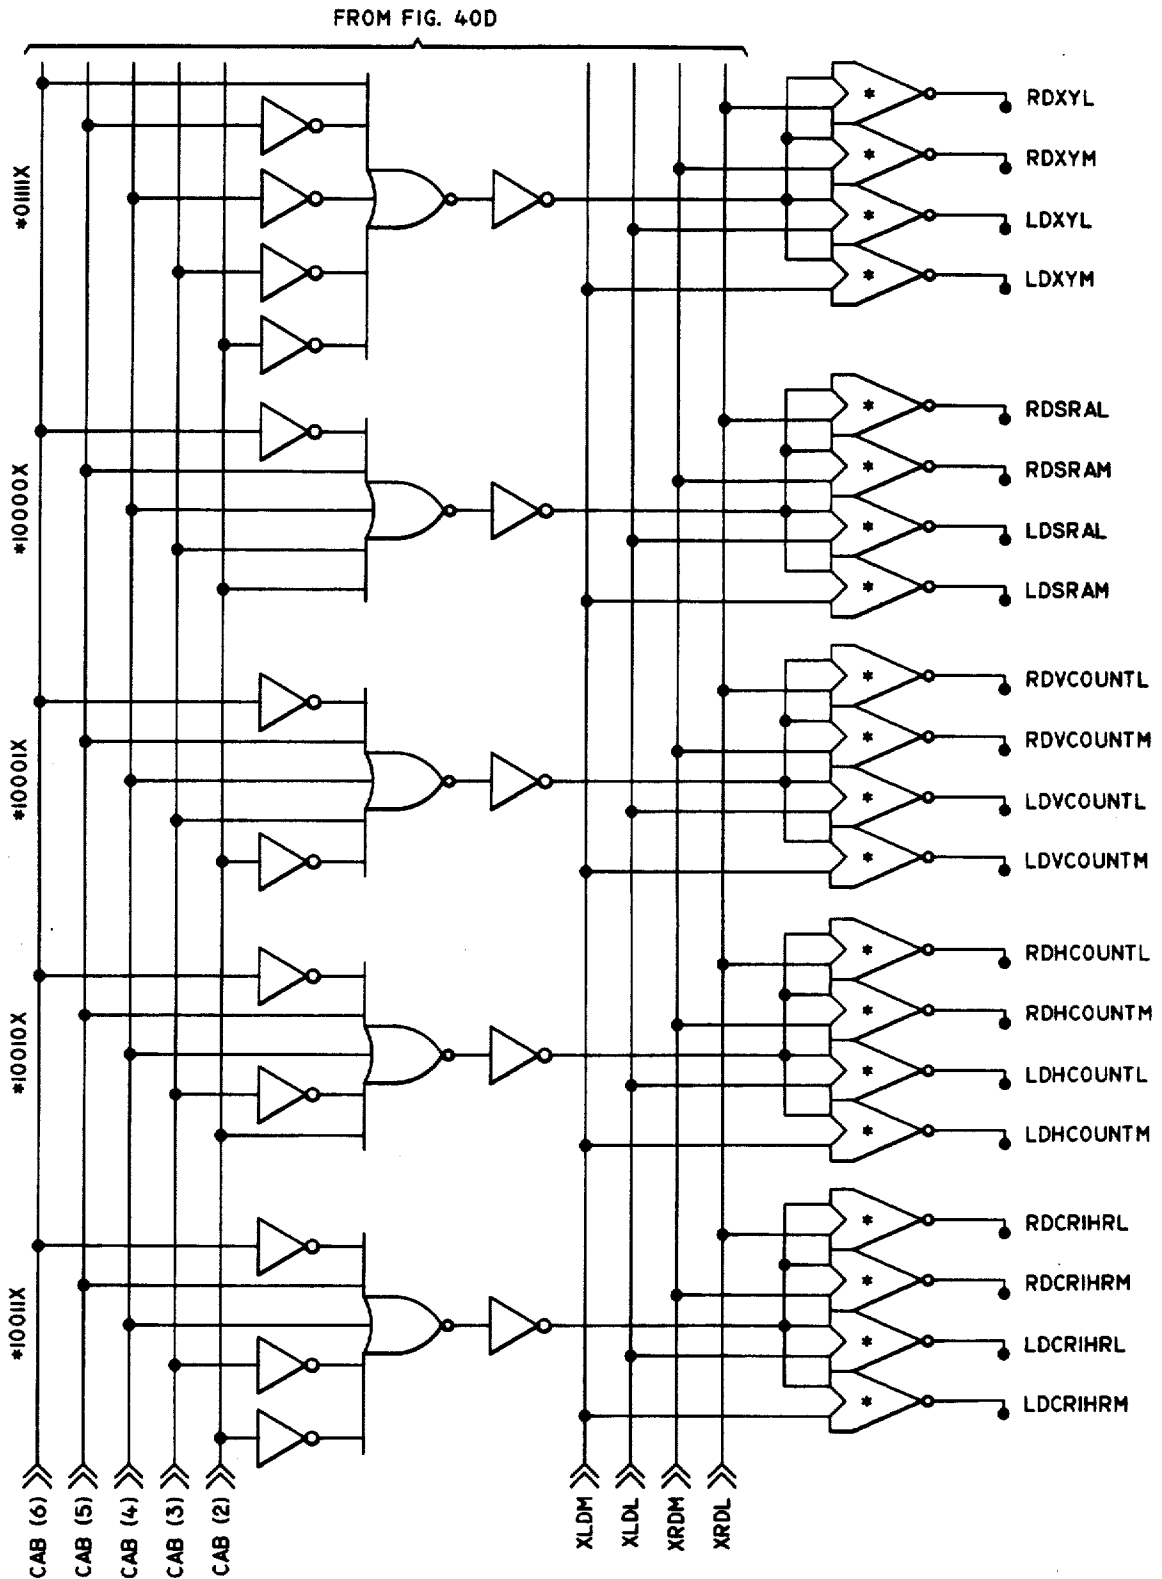 FROM FIG. 40D
*01111X
RDXYL
RDXYM
LDXYL
LDXYM
*10000X
RDSRAL
RDSRAM
LDSRAL
LDSRAM
*10001X
RDVCOUNTL
RDVCOUNTM
LDVCOUNTL
LDVCOUNTM
*10010X
RDHCOUNTL
RDHCOUNTM
LDHCOUNTL
LDHCOUNTM
*10011X
RDCRIHRL
RDCRIHRM
LDCRIHRL
LDCRIHRM
* * * *
* * * *
* * * *
* * * *
* * * *
CAB (6)
CAB (5)
CAB (4)
CAB (3)
CAB (2)
XLDM
XLDL
XRDM
XRDL